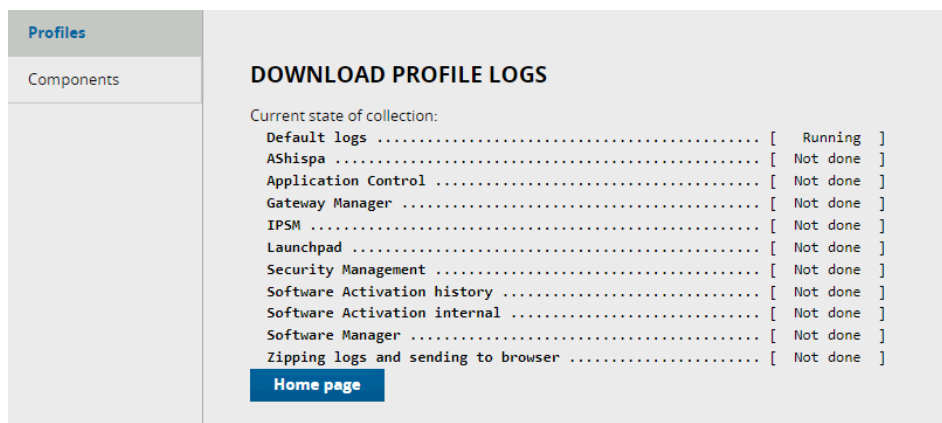 Profiles
Components
DOWNLOAD PROFILE LOGS
Current state of collection:
Default logs .............................................. [ Running ]
AShispa ................................................... [ Not done ]
Application Control ....................................... [ Not done ]
Gateway Manager ........................................... [ Not done ]
IPSM ...................................................... [ Not done ]
Launchpad ................................................. [ Not done ]
Security Management ....................................... [ Not done ]
Software Activation history ............................... [ Not done ]
Software Activation internal .............................. [ Not done ]
Software Manager .......................................... [ Not done ]
Zipping logs and sending to browser ....................... [ Not done ]
Home page